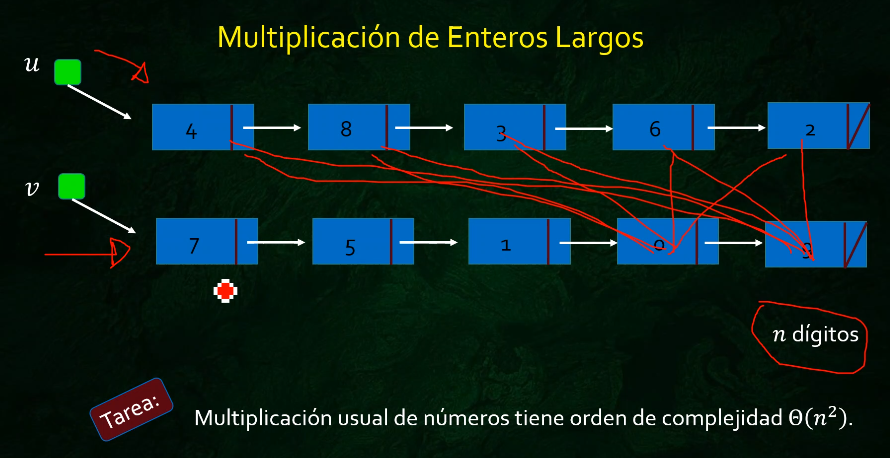 Multiplicación de Enteros Largos
u
4 8 3 6 2
v
7 5 1 0 9
n dígitos
Tarea:
Multiplicación usual de números tiene orden de complejidad Θ(n²).